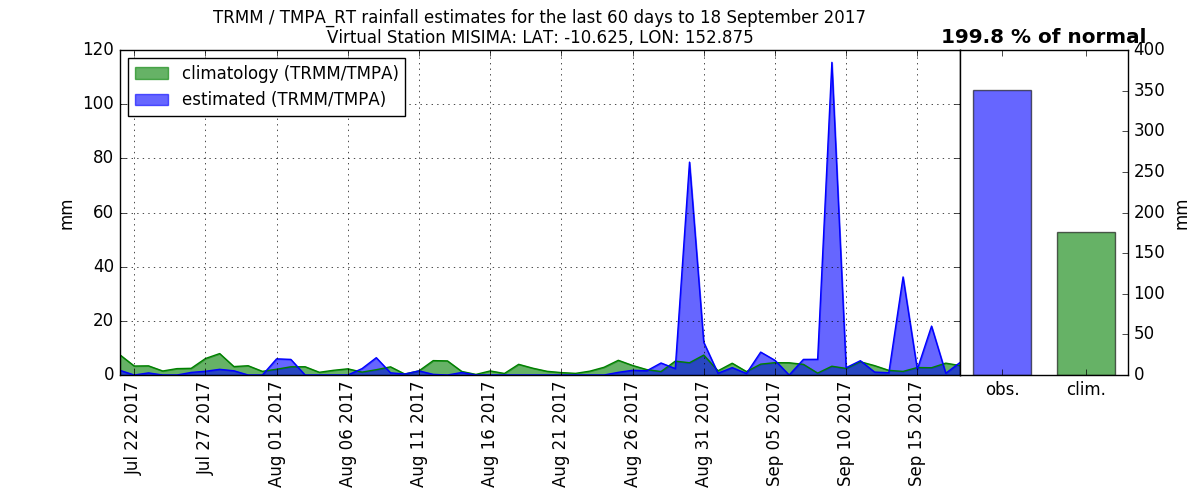 TRMM / TMPA_RT rainfall estimates for the last 60 days to 18 September 2017
Virtual Station MISIMA: LAT: -10.625, LON: 152.875
199.8 % of normal
climatology (TRMM/TMPA)
estimated (TRMM/TMPA)
mm
120
100
80
60
40
20
0
400
350
300
250
200
150
100
50
0
mm
Jul 22 2017
Jul 27 2017
Aug 01 2017
Aug 06 2017
Aug 11 2017
Aug 16 2017
Aug 21 2017
Aug 26 2017
Aug 31 2017
Sep 05 2017
Sep 10 2017
Sep 15 2017
obs.
clim.